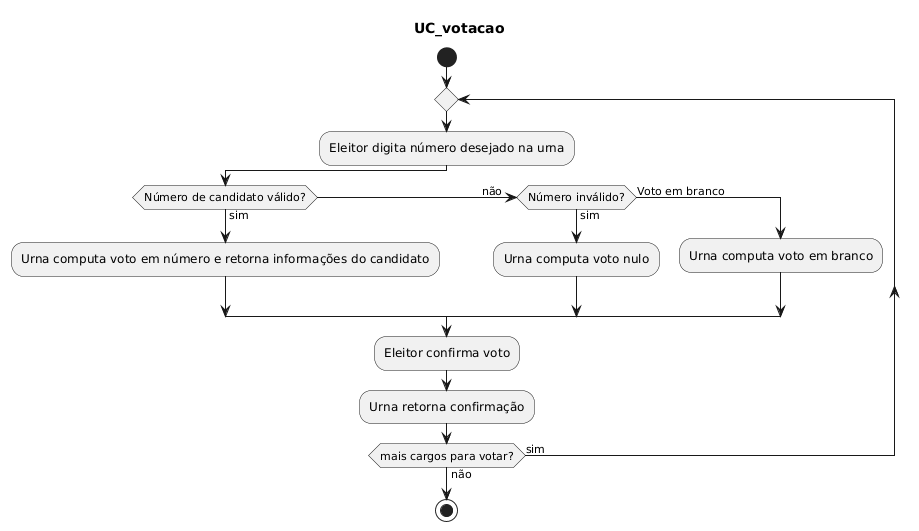 UC_votacao
Eleitor digita número desejado na urna
Número de candidato válido?
não
Número inválido?
Voto em branco
sim
sim
Urna computa voto em número e retorna informações do candidato
Urna computa voto nulo
Urna computa voto em branco
Eleitor confirma voto
Urna retorna confirmação
mais cargos para votar?
sim
não